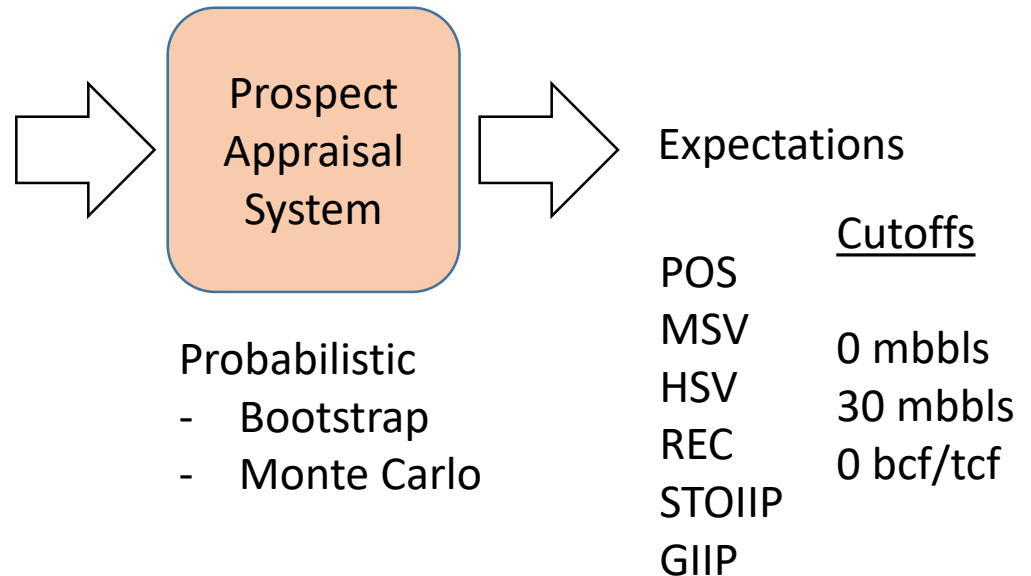 Prospect
Appraisal
System
Probabilistic
- Bootstrap
- Monte Carlo
Expectations
POS
MSV
HSV
REC
STOIIP
GIIP
Cutoffs
0 mbbls
30 mbbls
0 bcf/tcf